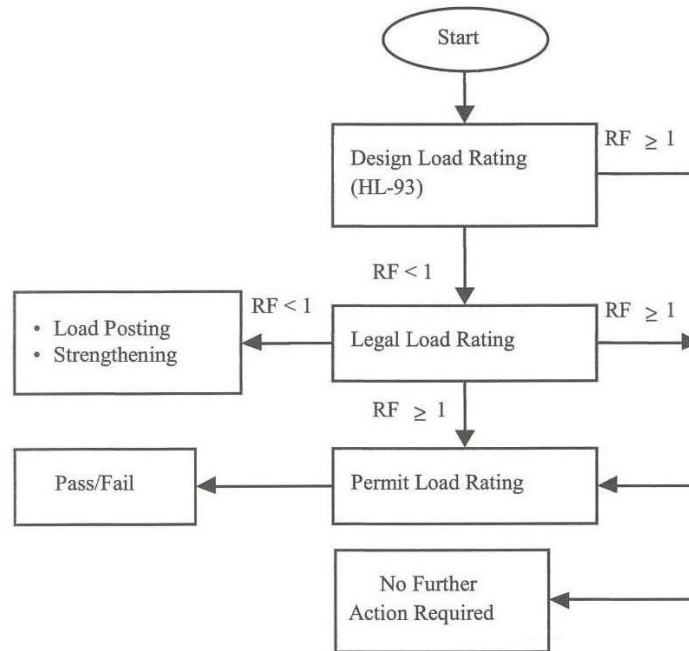 Start
Design Load Rating
(HL-93)
RF ≥ 1
RF < 1
RF < 1
• Load Posting
• Strengthening
Legal Load Rating
RF ≥ 1
RF ≥ 1
Pass/Fail
Permit Load Rating
No Further
Action Required